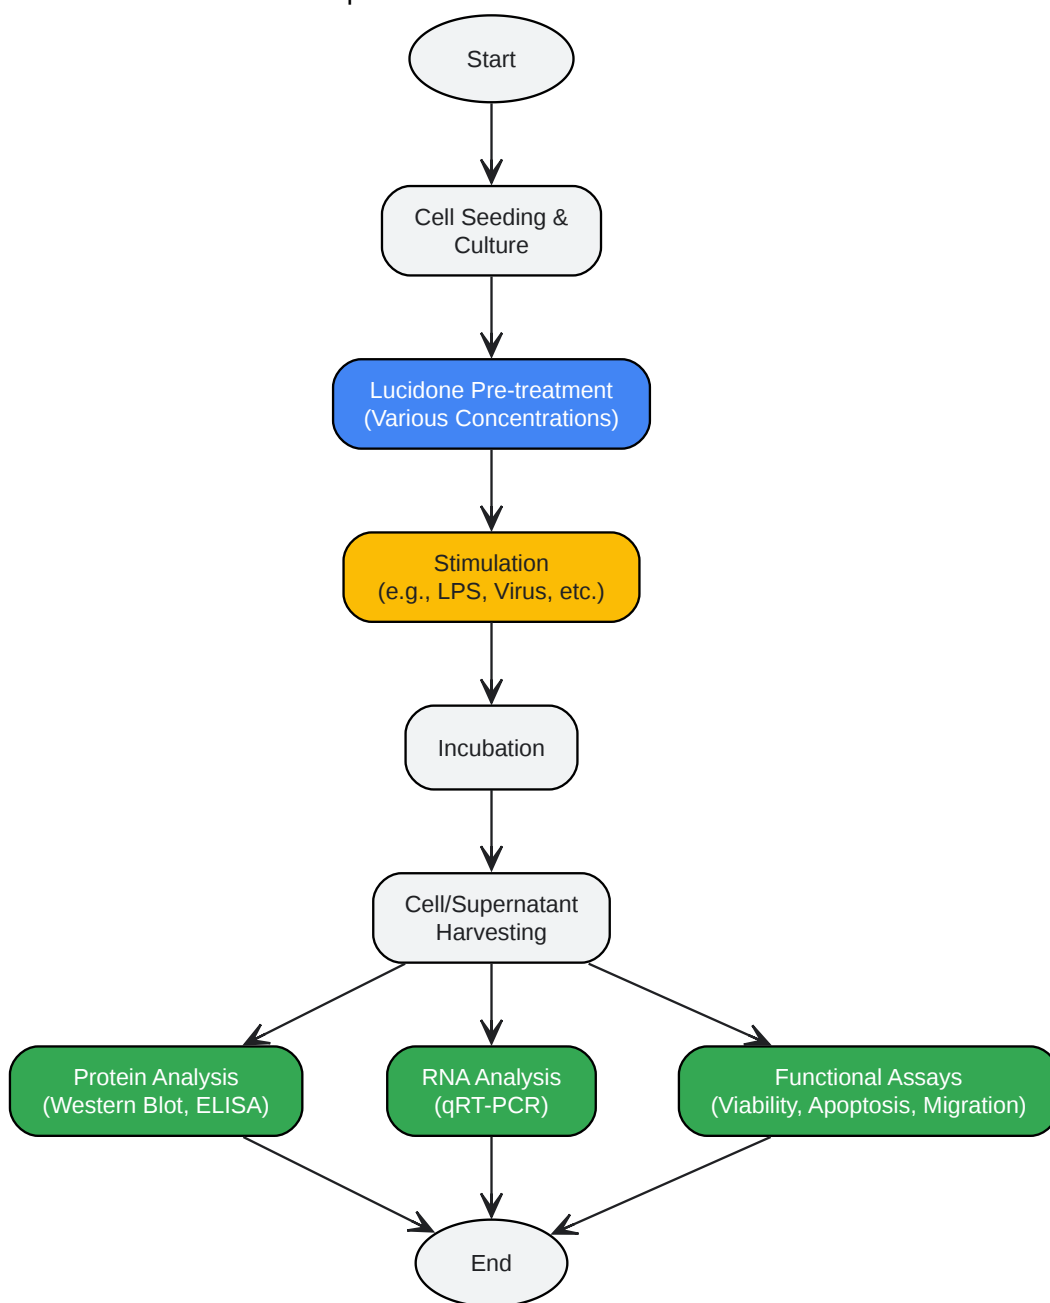 Start
Cell Seeding &
Culture
Lucidone Pre-treatment
(Various Concentrations)
Stimulation
(e.g., LPS, Virus, etc.)
Incubation
Cell/Supernatant
Harvesting
Protein Analysis
(Western Blot, ELISA)
RNA Analysis
(qRT-PCR)
Functional Assays
(Viability, Apoptosis, Migration)
End